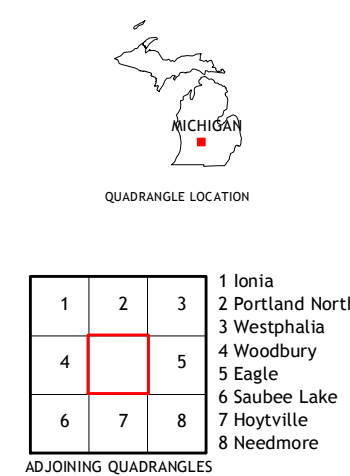 MICHIGAN
QUADRANGLE LOCATION
1 2 3
4 5
6 7 8
1 Ionia
2 Portland Nortl
3 Westphalia
4 Woodbury
5 Eagle
6 Saubee Lake
7 Hoytville
8 Needmore
ADJOINING QUADRANGLES